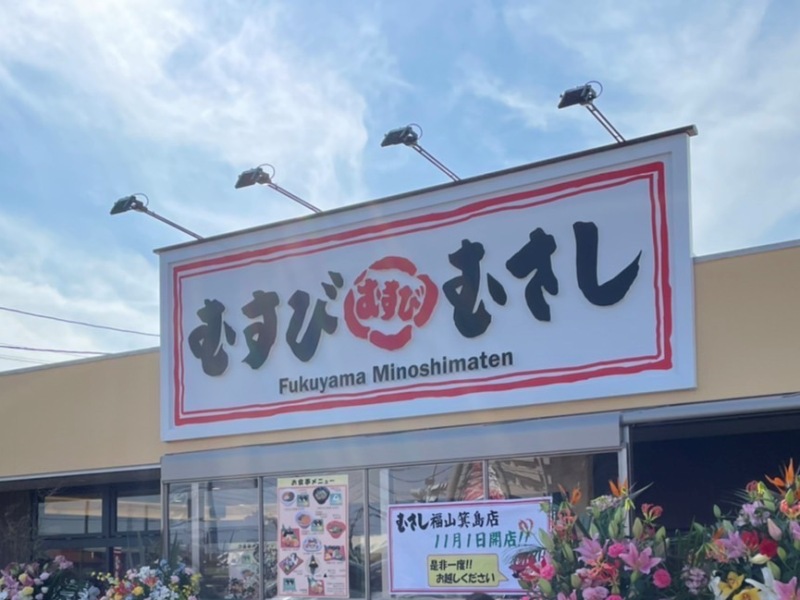 むすび むすび むさし
Fukuyama Minoshimaten
お食事メニュー
むさし 福山箕島店
11月1日開店!!
是非一度!!
お越しください